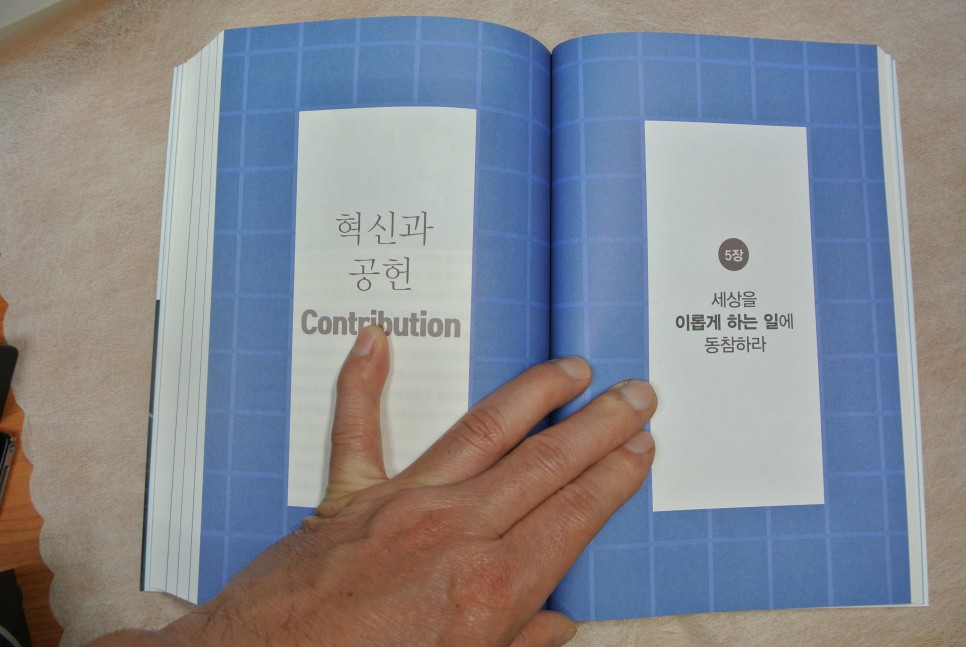 혁신과
공헌
Contribution
5장
세상을
이롭게 하는 일에
동참하라